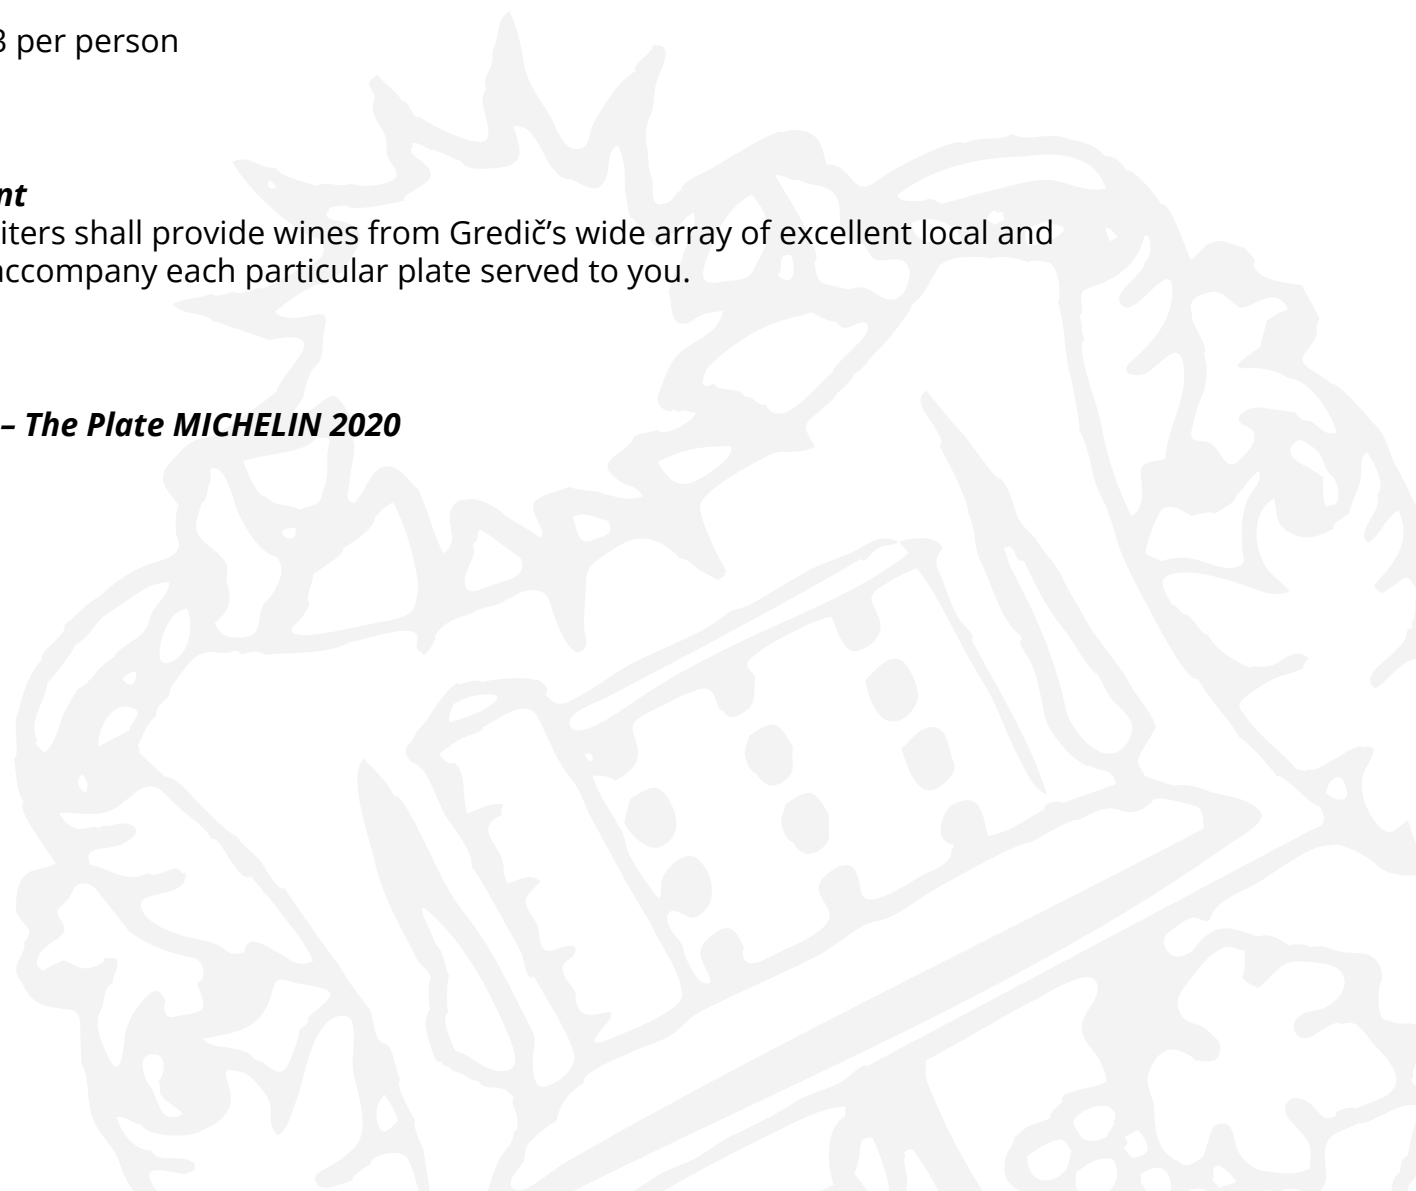 3 per person
nt
iters shall provide wines from Gredič’s wide array of excellent local and
accompany each particular plate served to you.
– The Plate MICHELIN 2020